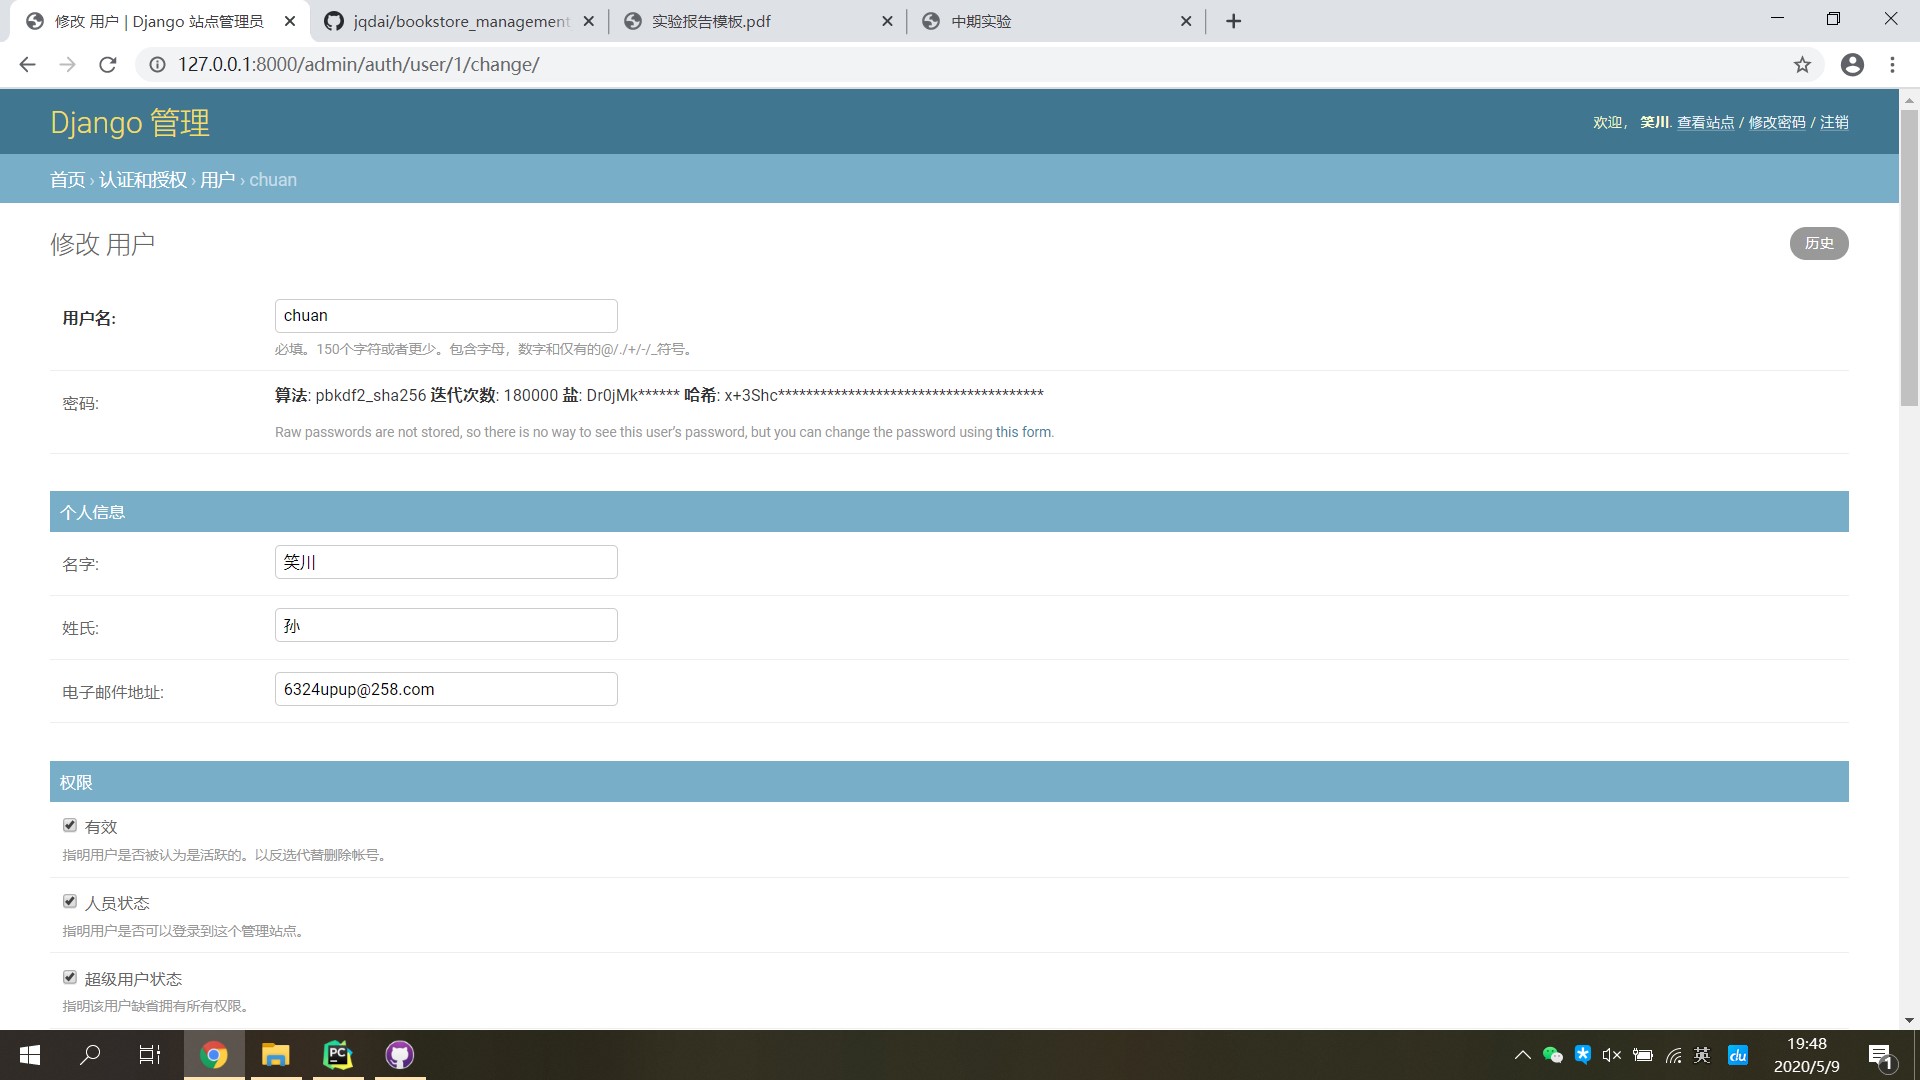 修改 用户 | Django 站点管理员
jqdai/bookstore_management
实验报告模板.pdf
中期实验
127.0.0.1:8000/admin/auth/user/1/change/
Django 管理
欢迎， 笑川. 查看站点 / 修改密码 / 注销
首页 › 认证和授权 › 用户 › chuan
修改 用户
历史
用户名:
chuan
必填。150个字符或者更少。包含字母，数字和仅有的@/./+/-/_符号。
密码:
算法: pbkdf2_sha256 迭代次数: 180000 盐: Dr0jMk****** 哈希: x+3Shc**************************************
Raw passwords are not stored, so there is no way to see this user's password, but you can change the password using this form.
个人信息
名字:
笑川
姓氏:
孙
电子邮件地址:
6324upup@258.com
权限
有效
指明用户是否被认为是活跃的。以反选代替删除帐号。
人员状态
指明用户是否可以登录到这个管理站点。
超级用户状态
指明该用户缺省拥有所有权限。
PC
英
du
19:48
2020/5/9
1